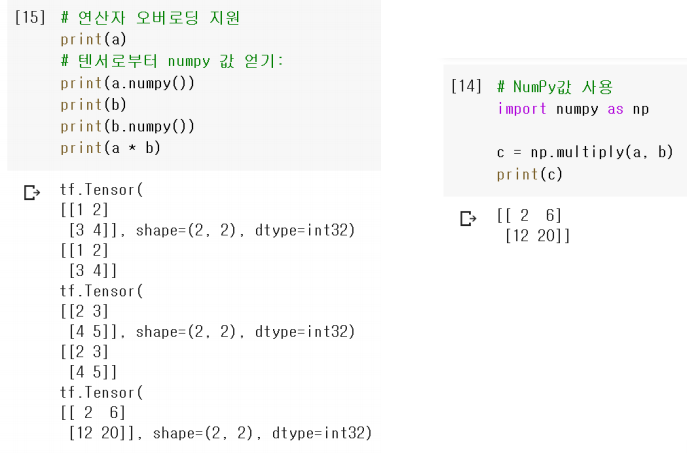 [15] # 연산자 오버로딩 지원
print(a)
# 텐서로부터 numpy 값 얻기:
print(a.numpy())
print(b)
print(b.numpy())
print(a * b)
tf.Tensor(
[[1 2]
 [3 4]], shape=(2, 2), dtype=int32)
[[1 2]
 [3 4]]
tf.Tensor(
[[2 3]
 [4 5]], shape=(2, 2), dtype=int32)
[[2 3]
 [4 5]]
tf.Tensor(
[[ 2  6]
 [12 20]], shape=(2, 2), dtype=int32)
[14] # NumPy값 사용
import numpy as np
c = np.multiply(a, b)
print(c)
[[ 2  6]
 [12 20]]